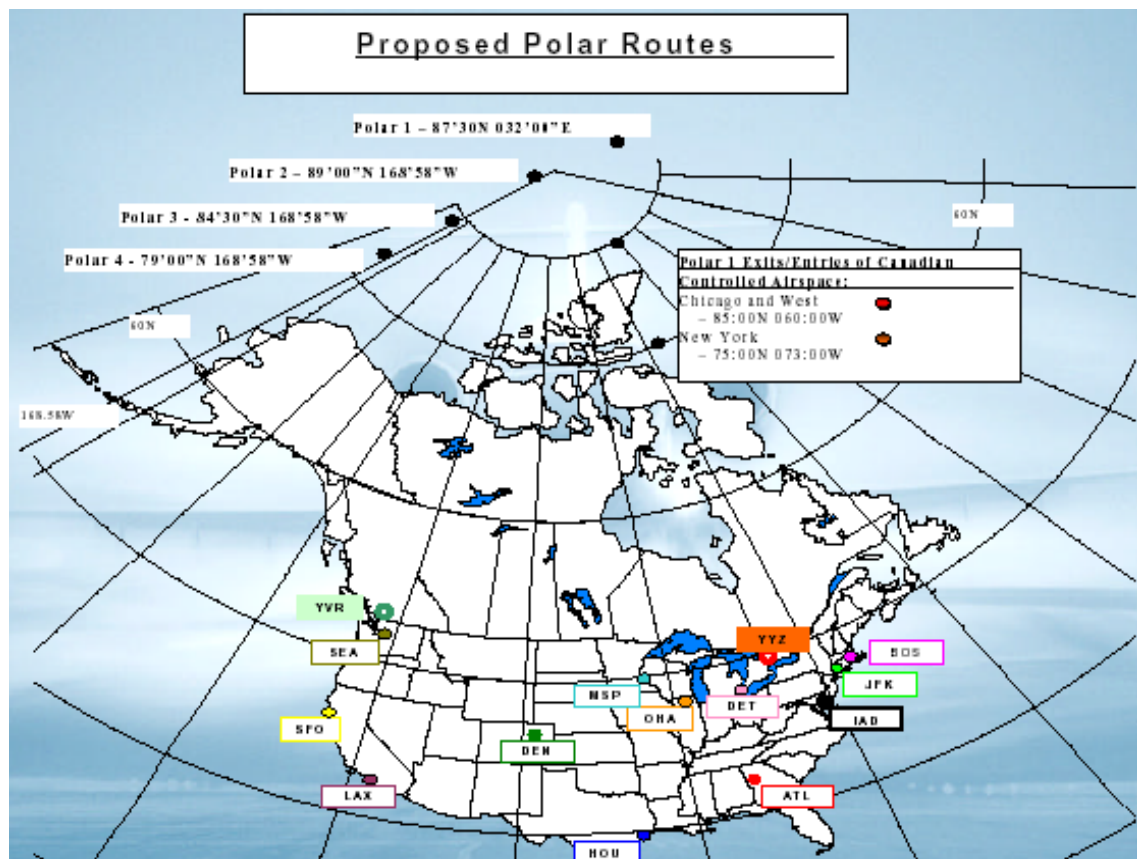 Proposed Polar Routes
Polar 1 – 87'30N 032'00"E
Polar 2 – 89'00"N 168'58"W
Polar 3 - 84'30"N 168'58"W
Polar 4 - 79'00"N 168'58"W
60N
Polar 1 Exits/Entries of Canadian
Controlled Airspace:
Chicago and West
– 85:00N 060:00W
New York
– 75:00N 073:00W
60N
168.58W
YVR
SEA
YYZ
BOS
JFK
MSP
OHA
DET
IAD
SFO
DEN
LAX
ATL
HOU